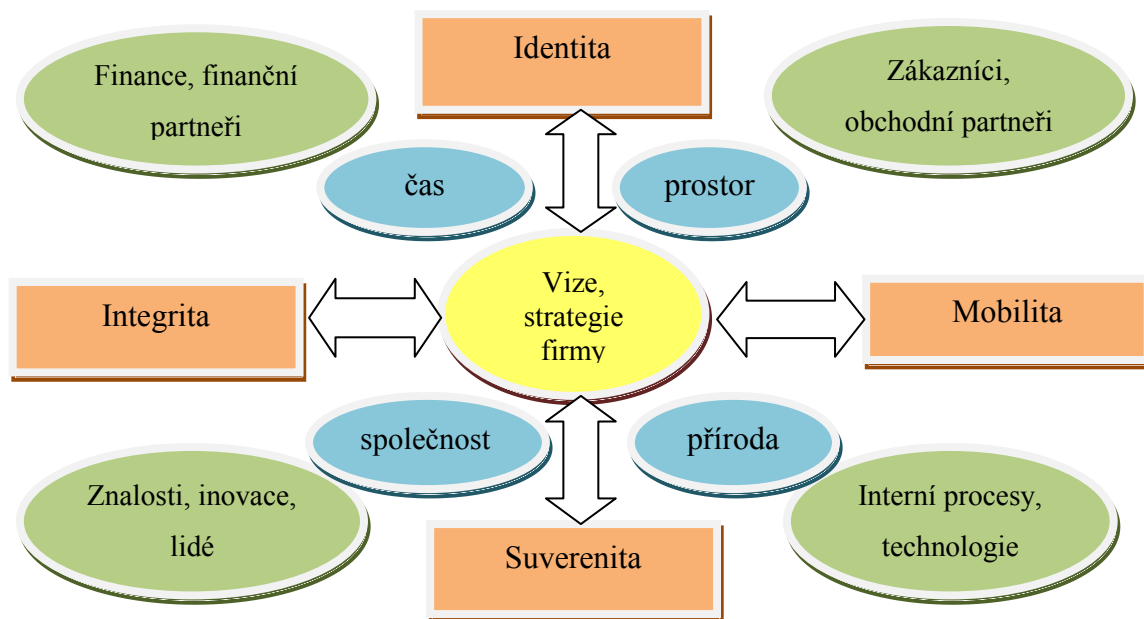 Identita
Finance, finanční
partneři
Zákazníci,
obchodní partneři
čas
prostor
Integrita
Vize,
strategie
firmy
Mobilita
společnost
příroda
Znalosti, inovace,
lidé
Suverenita
Interní procesy,
technologie